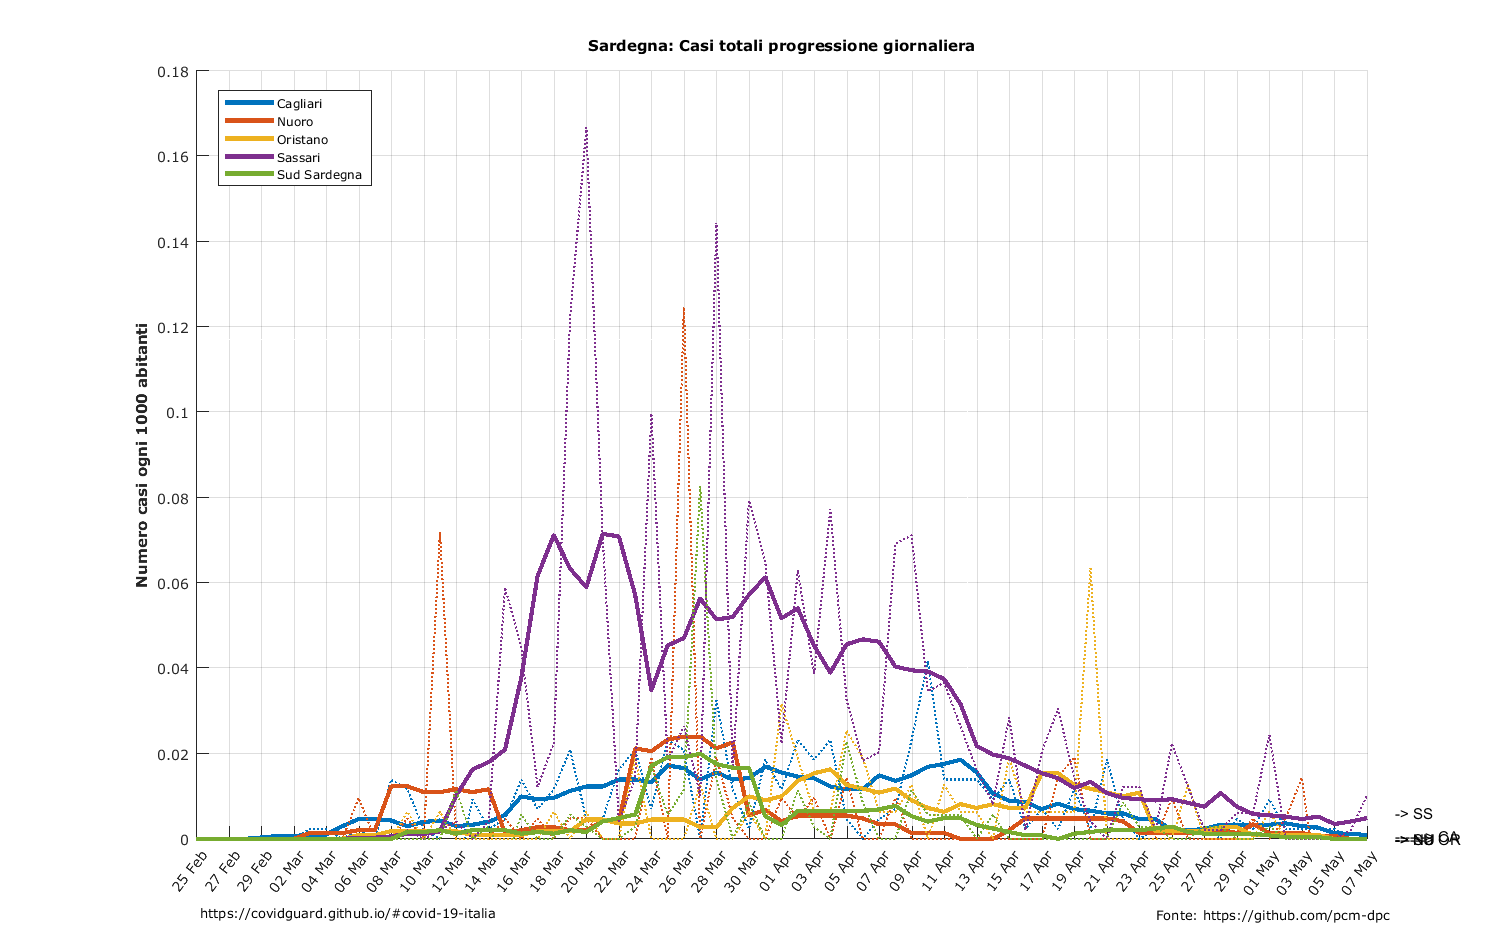 Sardegna: Casi totali progressione giornaliera
0.18
0.16
0.14
0.12
0.1
0.08
0.06
0.04
0.02
0
Numero casi ogni 1000 abitanti
Cagliari
Nuoro
Oristano
Sassari
Sud Sardegna
25 Feb
27 Feb
29 Feb
02 Mar
04 Mar
06 Mar
08 Mar
10 Mar
12 Mar
14 Mar
16 Mar
18 Mar
20 Mar
22 Mar
24 Mar
26 Mar
28 Mar
30 Mar
01 Apr
03 Apr
05 Apr
07 Apr
09 Apr
11 Apr
13 Apr
15 Apr
17 Apr
19 Apr
21 Apr
23 Apr
25 Apr
27 Apr
29 Apr
01 May
03 May
05 May
07 May
-> SS
https://covidguard.github.io/#covid-19-italia
Fonte: https://github.com/pcm-dpc